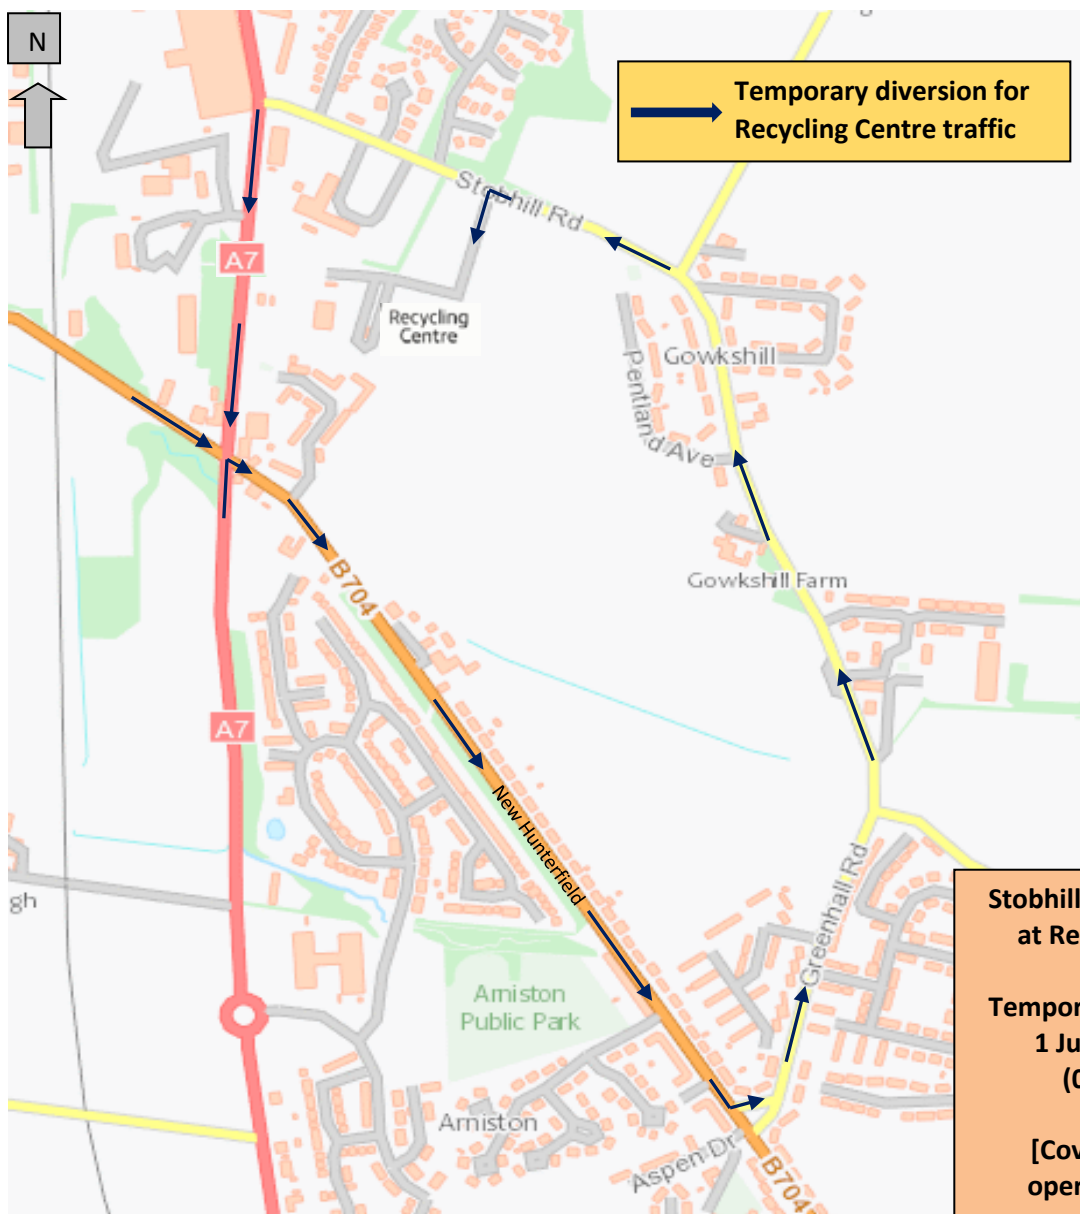 N
Temporary diversion for
Recycling Centre traffic
Stobhill Rd
A7
Recycling
Centre
Gowkshill
Pentland Ave
B704
Gowkshill Farm
A7
New Hunterfield
Greenhall Rd
gh
Arniston
Public Park
Arniston
Aspen Dr
B704
Stobhill
at Re
Tempor
1 Ju
(0
[Cov
oper